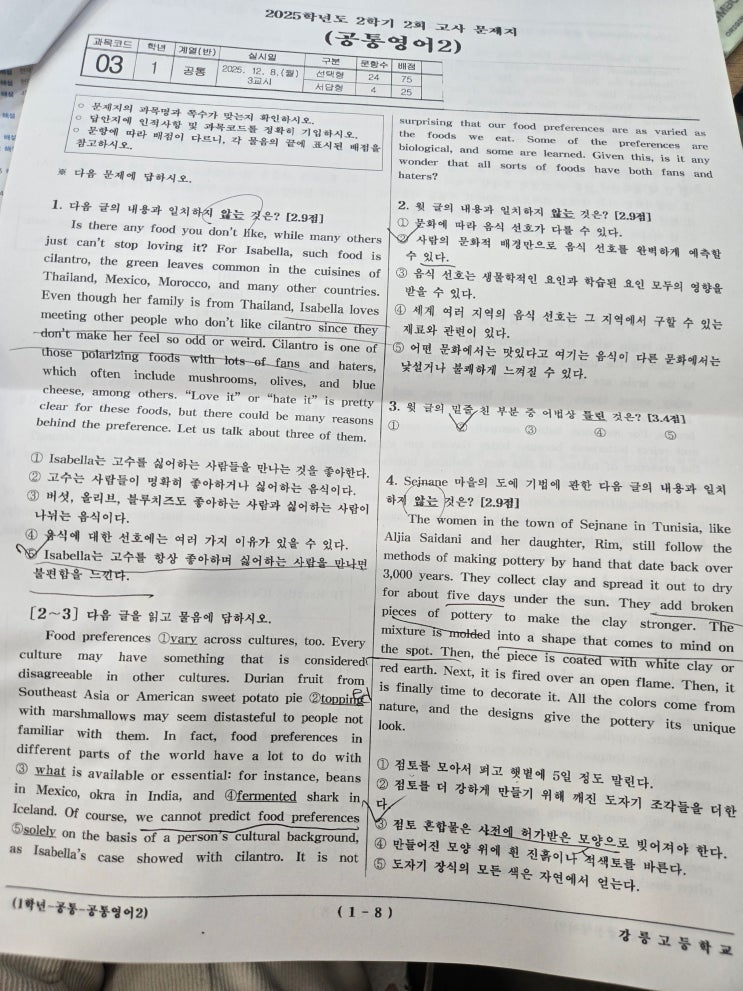 2025학년도 2학기 2회 고사 문제지
(공통영어2)
과목코드 학년 계열(반) 실시일 구분 문항수 배점
03 1 공통 2025. 12. 8.(월) 3교시 선택형 24 75
서답형 4 25
○ 문제지의 과목명과 쪽수가 맞는지 확인하시오.
○ 답안지에 인적사항 및 과목코드를 정확히 기입하시오.
○ 문항에 따라 배점이 다르니, 각 물음의 끝에 표시된 배점을
참고하시오.
※ 다음 문제에 답하시오.
1. 다음 글의 내용과 일치하지 않는 것은? [2.9점]
Is there any food you don't like, while many others
just can't stop loving it? For Isabella, such food is
cilantro, the green leaves common in the cuisines of
Thailand, Mexico, Morocco, and many other countries.
Even though her family is from Thailand, Isabella loves
meeting other people who don't like cilantro since they
don't make her feel so odd or weird. Cilantro is one of
those polarizing foods with lots of fans and haters,
which often include mushrooms, olives, and blue
cheese, among others. “Love it” or “hate it” is pretty
clear for these foods, but there could be many reasons
behind the preference. Let us talk about three of them.
① Isabella는 고수를 싫어하는 사람들을 만나는 것을 좋아한다.
② 고수는 사람들이 명확히 좋아하거나 싫어하는 음식이다.
③ 버섯, 올리브, 블루치즈도 좋아하는 사람과 싫어하는 사람이
나뉘는 음식이다.
④ 음식에 대한 선호에는 여러 가지 이유가 있을 수 있다.
⑤ Isabella는 고수를 항상 좋아하며 싫어하는 사람을 만나면
불편함을 느낀다.
[2~3] 다음 글을 읽고 물음에 답하시오.
Food preferences ①vary across cultures, too. Every
culture may have something that is considered
disagreeable in other cultures. Durian fruit from
Southeast Asia or American sweet potato pie ②topping
ed
with marshmallows may seem distasteful to people not
familiar with them. In fact, food preferences in
different parts of the world have a lot to do with
③ what is available or essential: for instance, beans
in Mexico, okra in India, and ④fermented shark in
Iceland. Of course, we cannot predict food preferences
⑤solely on the basis of a person's cultural background,
as Isabella's case showed with cilantro. It is not
surprising that our food preferences are as varied as
the foods we eat. Some of the preferences are
biological, and some are learned. Given this, is it any
wonder that all sorts of foods have both fans and
haters?
2. 윗 글의 내용과 일치하지 않는 것은? [2.9점]
① 문화에 따라 음식 선호가 다를 수 있다.
② 사람의 문화적 배경만으로 음식 선호를 완벽하게 예측할
수 있다.
③ 음식 선호는 생물학적인 요인과 학습된 요인 모두의 영향을
받을 수 있다.
④ 세계 여러 지역의 음식 선호는 그 지역에서 구할 수 있는
재료와 관련이 있다.
⑤ 어떤 문화에서는 맛있다고 여기는 음식이 다른 문화에서는
낯설거나 불쾌하게 느껴질 수 있다.
3. 윗 글의 밑줄 친 부분 중 어법상 틀린 것은? [3.4점]
① ② ③ ④ ⑤
4. Sejnane 마을의 도예 기법에 관한 다음 글의 내용과 일치
하지 않는 것은? [2.9점]
The women in the town of Sejnane in Tunisia, like
Aljia Saidani and her daughter, Rim, still follow the
methods of making pottery by hand that date back over
3,000 years. They collect clay and spread it out to dry
for about five days under the sun. They add broken
pieces of pottery to make the clay stronger. The
mixture is molded into a shape that comes to mind on
the spot. Then, the piece is coated with white clay or
red earth. Next, it is fired over an open flame. Then, it
is finally time to decorate it. All the colors come from
nature, and the designs give the pottery its unique
look.
① 점토를 모아서 펴고 햇볕에 5일 정도 말린다.
② 점토를 더 강하게 만들기 위해 깨진 도자기 조각들을 더한
다.
③ 점토 혼합물은 사전에 허가받은 모양으로 빚어져야 한다.
④ 만들어진 모양 위에 흰 진흙이나 적색토를 바른다.
⑤ 도자기 장식의 모든 색은 자연에서 얻는다.
(1학년-공통-공통영어2)
( 1 - 8 )
강릉고등학교